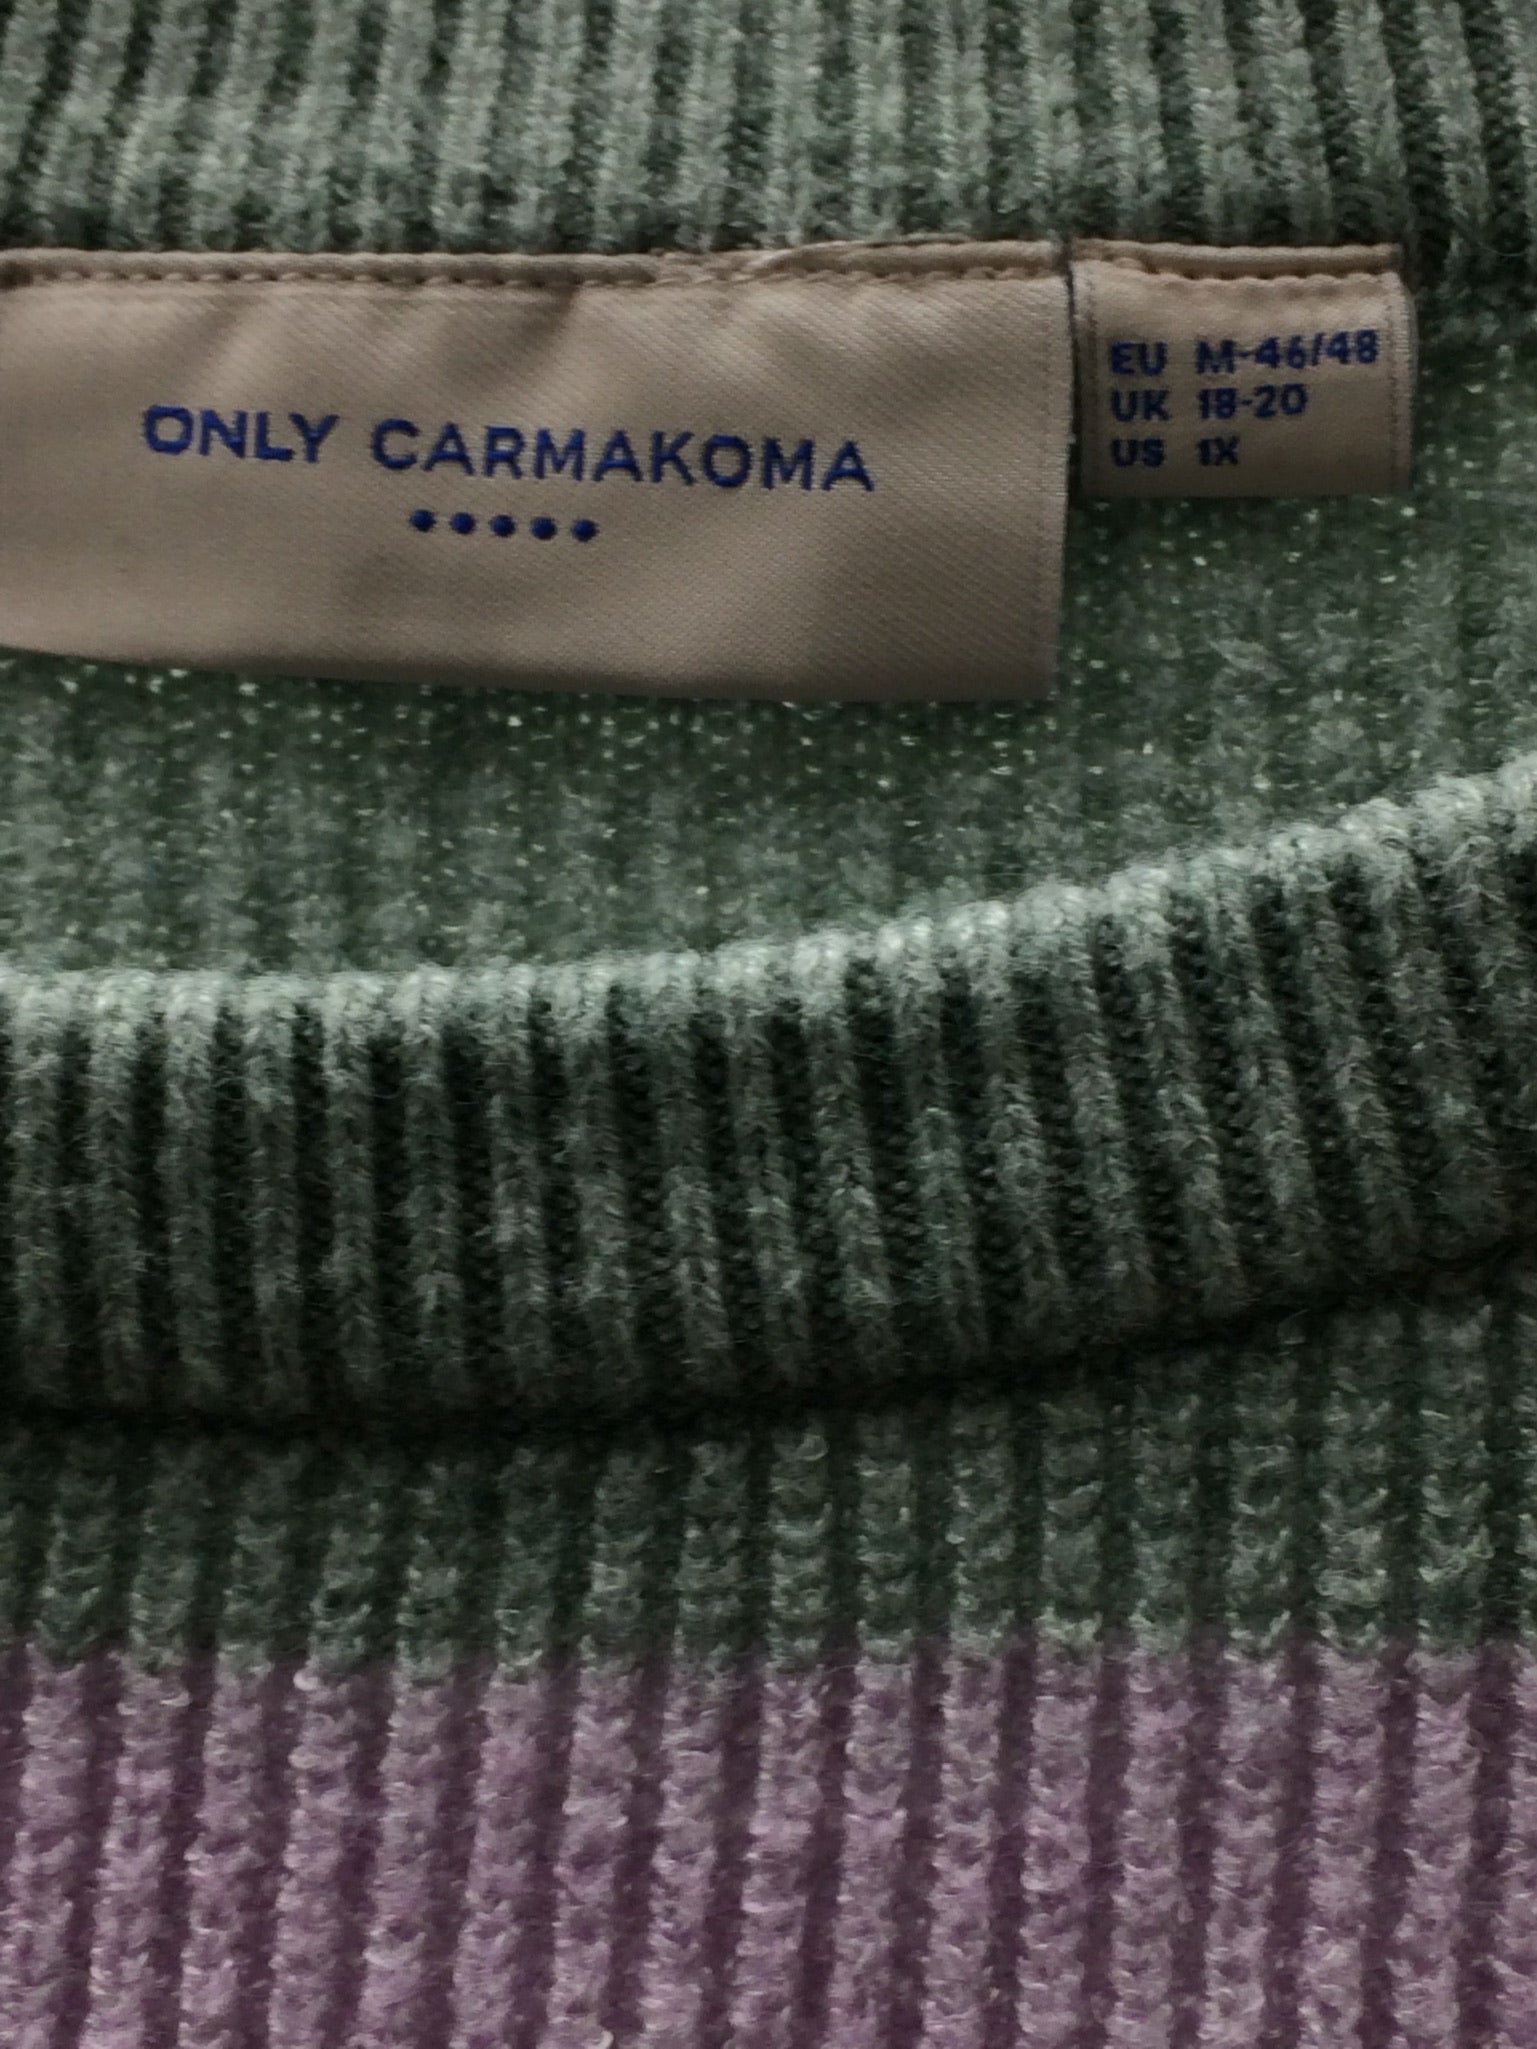 ONLY CARMAKOMA
EU M-46/48
UK 18-20
US 1X